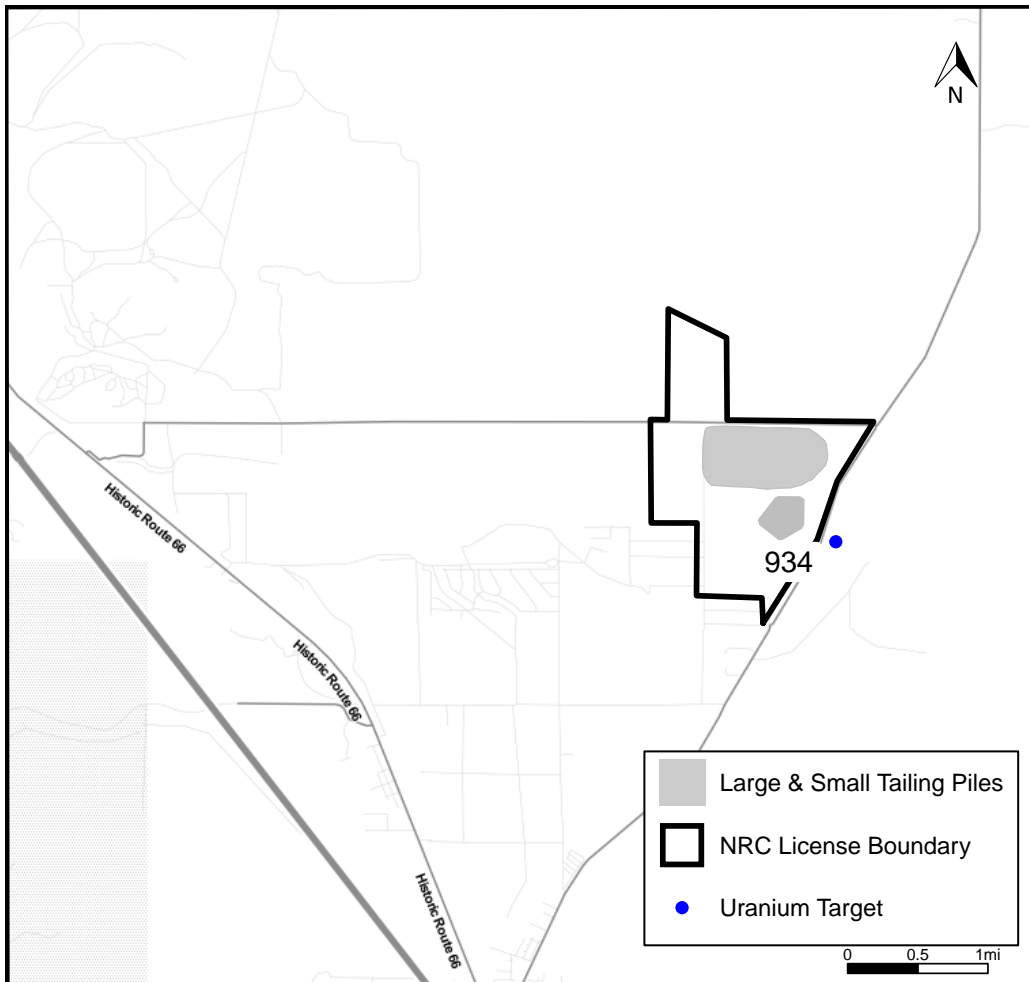 N
Historic Route 66
934
Historic Route 66
Large & Small Tailing Piles
NRC License Boundary
Historic Route 66
Uranium Target
0 0.5 1mi